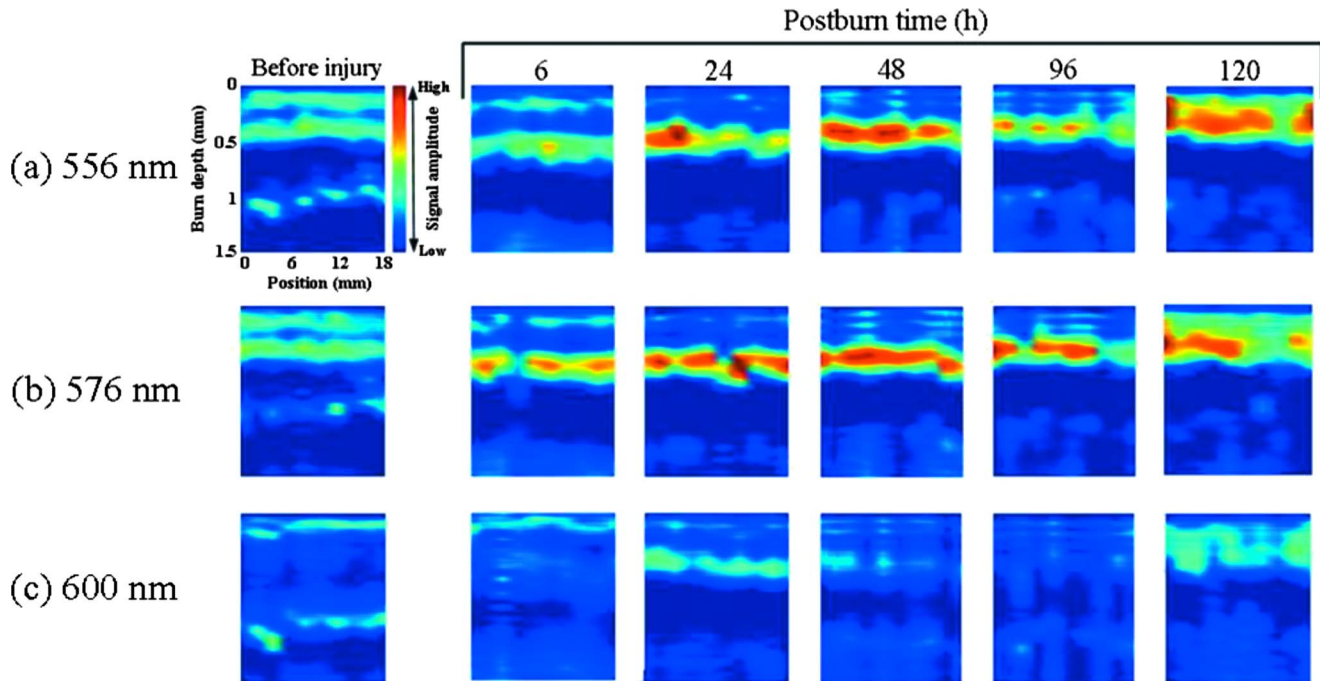 Postburn time (h)
Before injury
6
24
48
96
120
0
0.5
1
1.5
Burn depth (mm)
High
Signal amplitude
Low
0 6 12 18
Position (mm)
(a) 556 nm
(b) 576 nm
(c) 600 nm